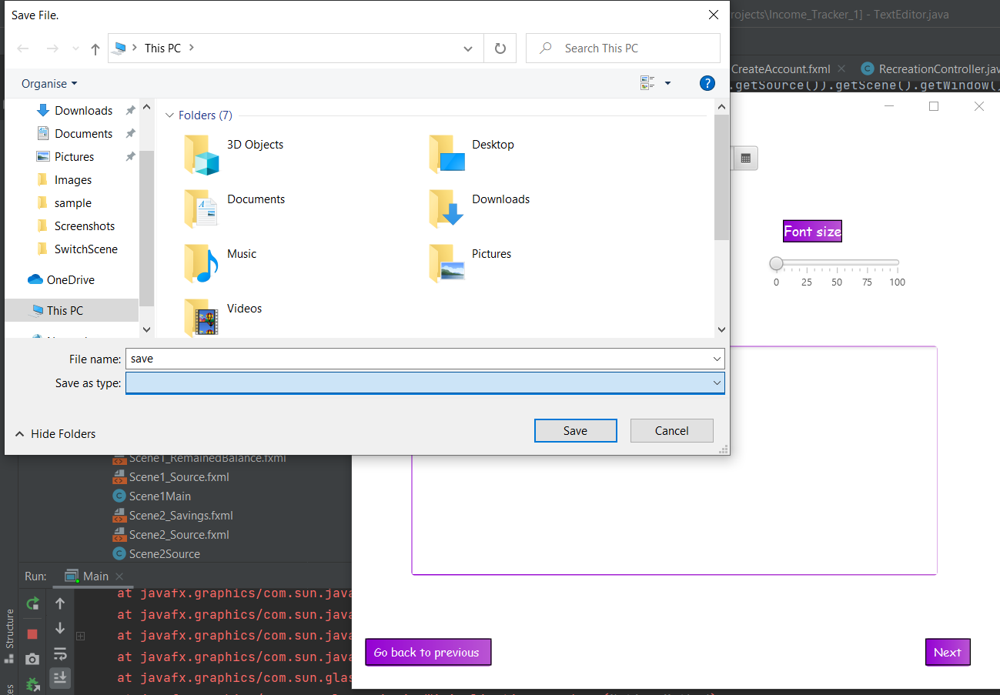 Save File.
rojects\Income_Tracker_1] - TextEditor.java
This PC
Search This PC
Organise
CreateAccount.fxml
RecreationController.jav
.getSource()).getScene().getWindow()
Downloads
Documents
Pictures
Images
sample
Screenshots
SwitchScene
OneDrive
This PC
Folders (7)
3D Objects
Desktop
Documents
Downloads
Music
Pictures
Videos
Font size
0 25 50 75 100
File name: save
Save as type:
Hide Folders
Save
Cancel
Scene1_RemainedBalance.fxml
Scene1_Source.fxml
Scene1Main
Scene2_Savings.fxml
Scene2_Source.fxml
Scene2Source
Run: Main
Structure
at javafx.graphics/com.sun.java
at javafx.graphics/com.sun.java
at javafx.graphics/com.sun.java
at javafx.graphics/com.sun.java
at javafx.graphics/com.sun.glas
Go back to previous
Next